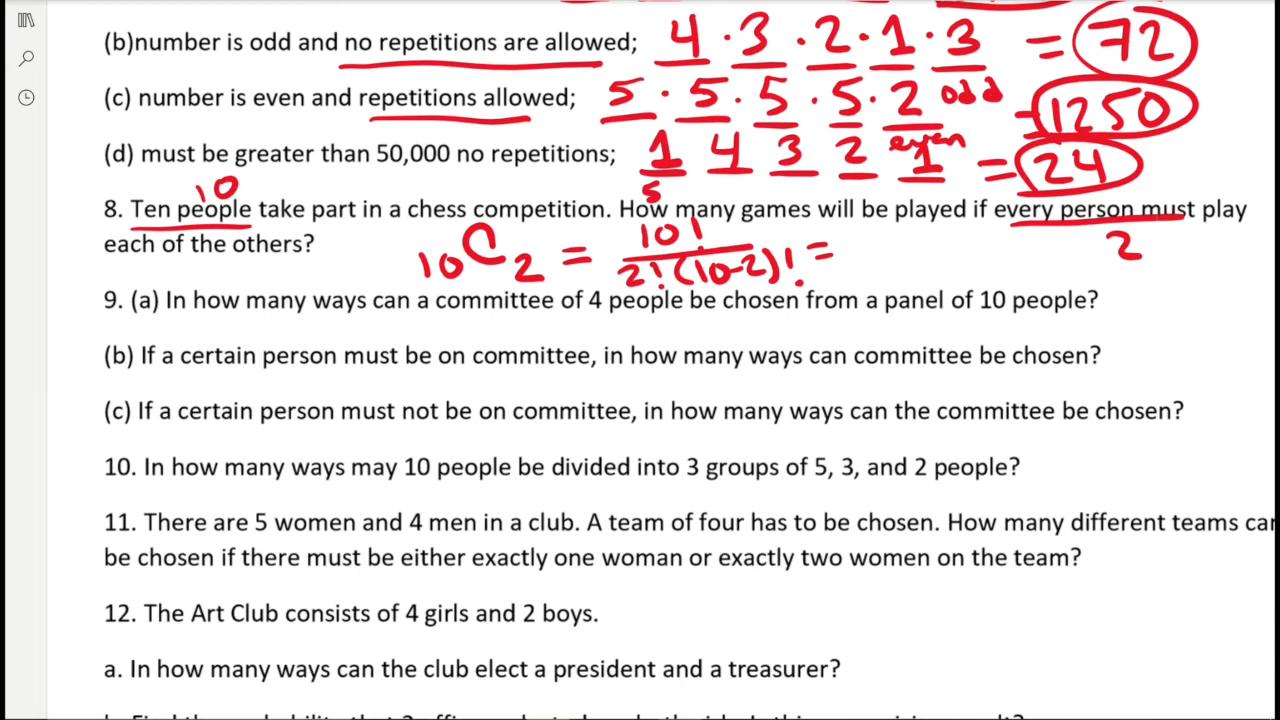 (b)number is odd and no repetitions are allowed; 4 · 3 · 2 · 1 · 3 = 72
odd
(c) number is even and repetitions allowed; 5 · 5 · 5 · 5 · 2 = 1250
even
(d) must be greater than 50,000 no repetitions; 1 4 3 2 1 = 24
5
10
8. Ten people take part in a chess competition. How many games will be played if every person must play
each of the others? 10C2 = 10! / 2!(10-2)! =
2
9. (a) In how many ways can a committee of 4 people be chosen from a panel of 10 people?
(b) If a certain person must be on committee, in how many ways can committee be chosen?
(c) If a certain person must not be on committee, in how many ways can the committee be chosen?
10. In how many ways may 10 people be divided into 3 groups of 5, 3, and 2 people?
11. There are 5 women and 4 men in a club. A team of four has to be chosen. How many different teams can
be chosen if there must be either exactly one woman or exactly two women on the team?
12. The Art Club consists of 4 girls and 2 boys.
a. In how many ways can the club elect a president and a treasurer?